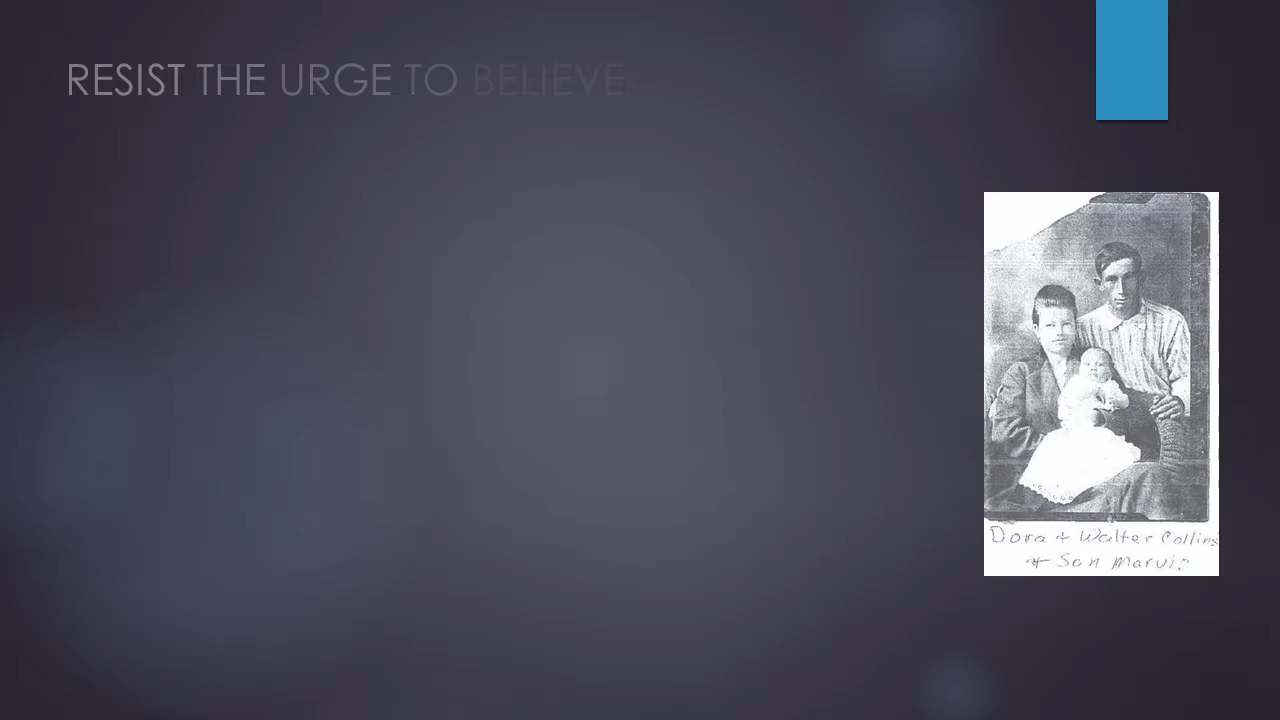 RESIST THE URGE TO BELIEVE:
Dora + Walter Collins
+ Son Marvin